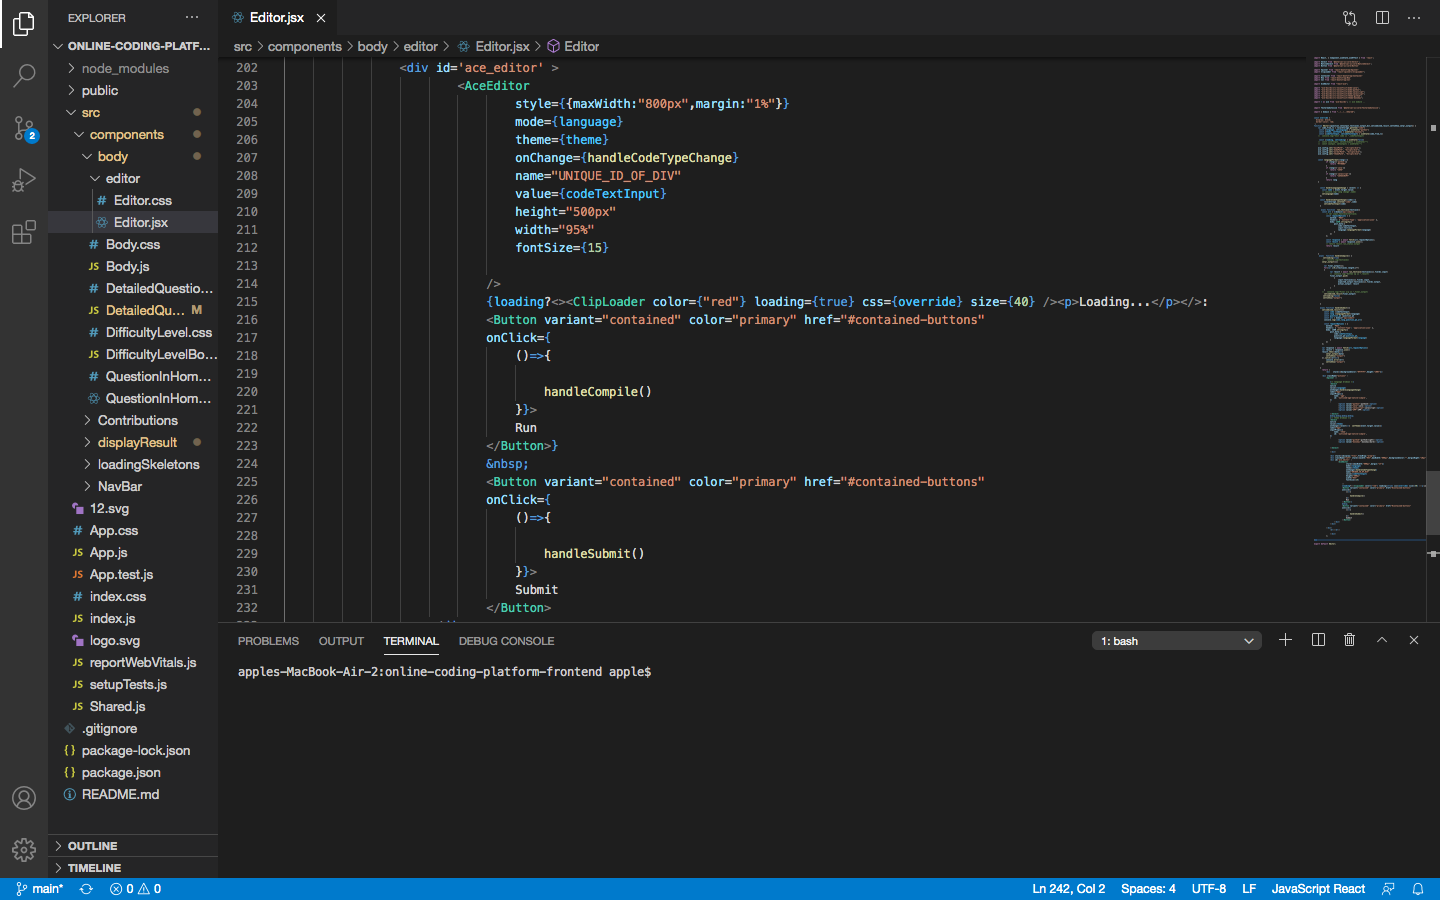 EXPLORER
ONLINE-CODING-PLATF...
node_modules
public
src
components
body
editor
# Editor.css
Editor.jsx
# Body.css
JS Body.js
# DetailedQuestio...
JS DetailedQu... M
# DifficultyLevel.css
JS DifficultyLevelBo...
# QuestionInHom...
QuestionInHom...
Contributions
displayResult
loadingSkeletons
NavBar
12.svg
# App.css
JS App.js
JS App.test.js
# index.css
JS index.js
logo.svg
JS reportWebVitals.js
JS setupTests.js
JS Shared.js
.gitignore
{} package-lock.json
{} package.json
README.md
OUTLINE
TIMELINE
2
Editor.jsx
src > components > body > editor > Editor.jsx > Editor
202 <div id='ace_editor' >
203 <AceEditor
204 style={{maxWidth:"800px",margin:"1%"}}
205 mode={language}
206 theme={theme}
207 onChange={handleCodeTypeChange}
208 name="UNIQUE_ID_OF_DIV"
209 value={codeTextInput}
210 height="500px"
211 width="95%"
212 fontSize={15}
213
214 />
215 {loading?<><ClipLoader color={"red"} loading={true} css={override} size={40} /><p>Loading...</p></>:
216 <Button variant="contained" color="primary" href="#contained-buttons"
217 onClick={
218 ()=>{
219
220 handleCompile()
221 }}>
222 Run
223 </Button>}
224 &nbsp;
225 <Button variant="contained" color="primary" href="#contained-buttons"
226 onClick={
227 ()=>{
228
229 handleSubmit()
230 }}>
231 Submit
232 </Button>
PROBLEMS OUTPUT TERMINAL DEBUG CONSOLE 1: bash
apples-MacBook-Air-2:online-coding-platform-frontend apple$
main* 0 0 Ln 242, Col 2 Spaces: 4 UTF-8 LF JavaScript React